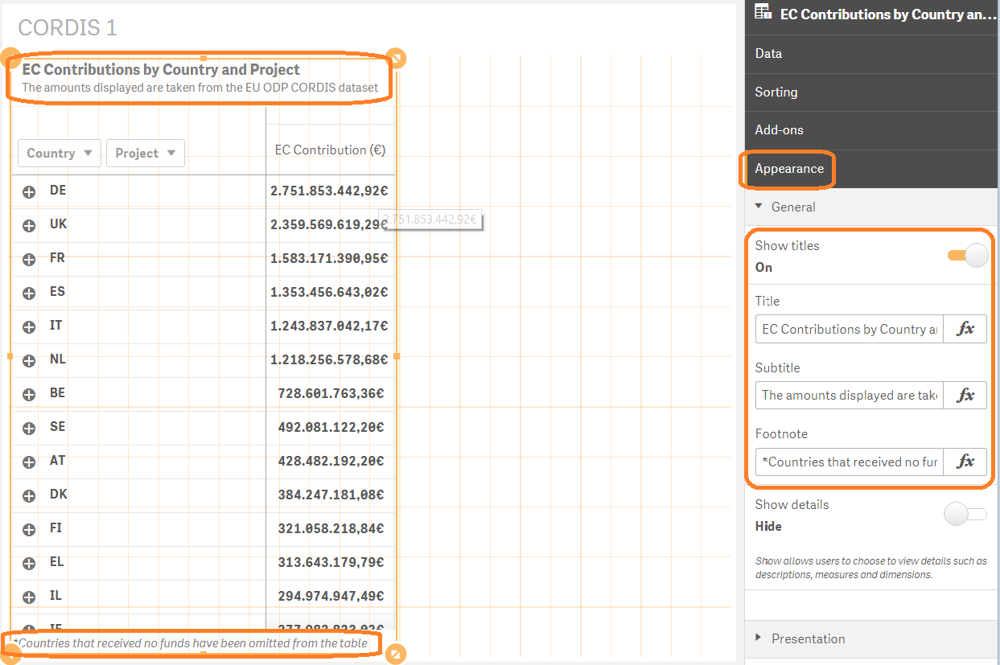 CORDIS 1
EC Contributions by Country and Project
The amounts displayed are taken from the EU ODP CORDIS dataset
Country
Project
EC Contribution (€)
DE 2.751.853.442,92€
UK 2.359.569.619,29€
2.751.853.442,92€
FR 1.583.171.390,95€
ES 1.353.456.643,02€
IT 1.243.837.042,17€
NL 1.218.256.578,68€
BE 728.601.763,36€
SE 492.081.122,20€
AT 428.482.192,20€
DK 384.247.181,08€
FI 321.058.218,84€
EL 313.643.179,79€
IL 294.974.947,49€
*Countries that received no funds have been omitted from the table
EC Contributions by Country an...
Data
Sorting
Add-ons
Appearance
General
Show titles
On
Title
EC Contributions by Country ar
fx
Subtitle
The amounts displayed are take
fx
Footnote
*Countries that received no fun
fx
Show details
Hide
Show allows users to choose to view details such as
descriptions, measures and dimensions.
Presentation